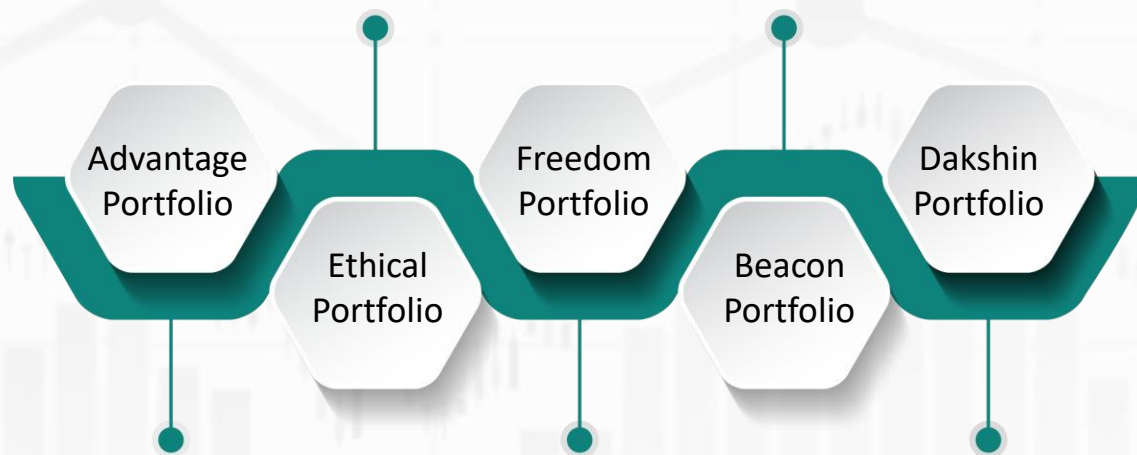 Advantage
Portfolio
Ethical
Portfolio
Freedom
Portfolio
Beacon
Portfolio
Dakshin
Portfolio